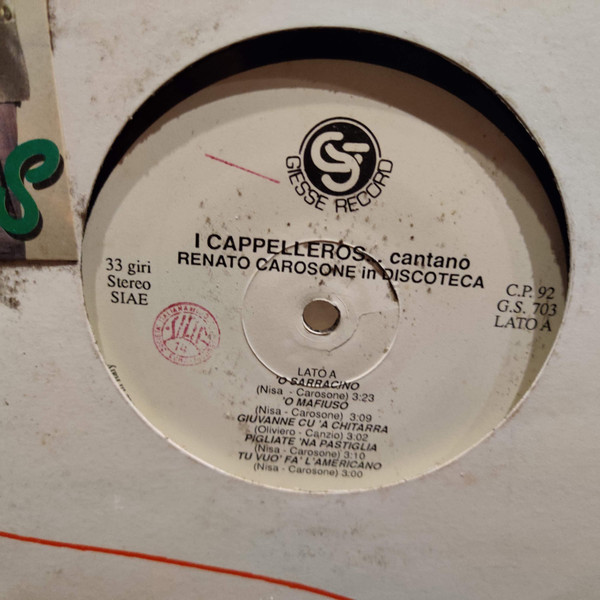 GS
GIESSE RECORD
I CAPPELLEROS.. cantano
RENATO CAROSONE in DISCOTECA
33 giri
Stereo
SIAE
C.P. 92
G.S. 703
LATO A
LATO A
'O SARRACINO
(Nisa - Carosone) 3:23
'O MAFIUSO
(Nisa - Carosone) 3:09
GIUVANNE CU 'A CHITARRA
(Oliviero - Canzio) 3:02
PIGLIATE 'NA PASTIGLIA
(Nisa - Carosone) 3:10
TU VUO' FA' L'AMERICANO
(Nisa - Carosone) 3:00